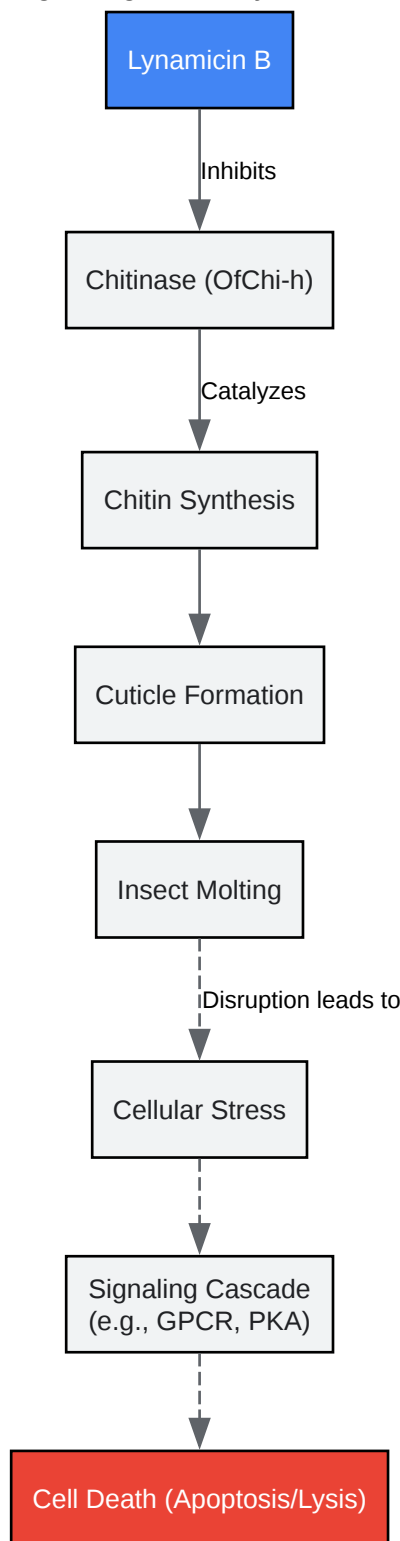 Lynamicin B
Inhibits
Chitinase (OfChi-h)
Catalyzes
Chitin Synthesis
Cuticle Formation
Insect Molting
Disruption leads to
Cellular Stress
Signaling Cascade
(e.g., GPCR, PKA)
Cell Death (Apoptosis/Lysis)